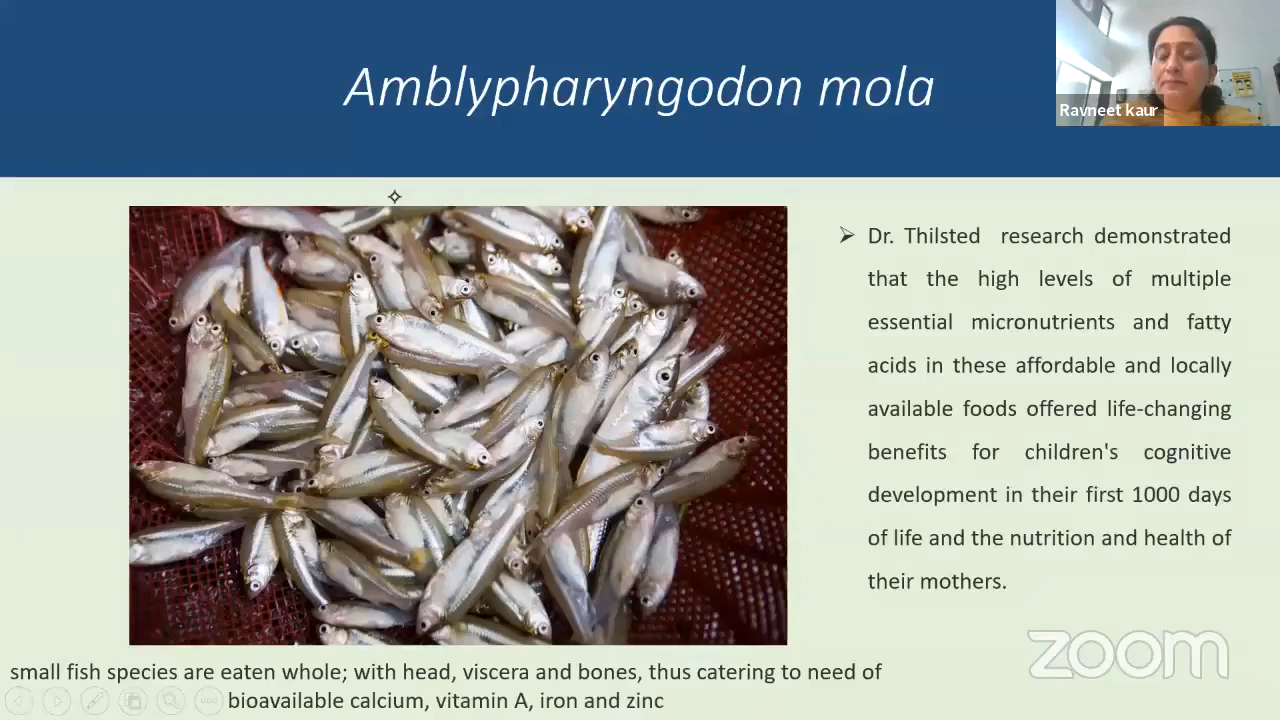 Amblypharyngodon mola
Ravneet kaur
Dr. Thilsted research demonstrated
that the high levels of multiple
essential micronutrients and fatty
acids in these affordable and locally
available foods offered life-changing
benefits for children's cognitive
development in their first 1000 days
of life and the nutrition and health of
their mothers.
small fish species are eaten whole; with head, viscera and bones, thus catering to need of
bioavailable calcium, vitamin A, iron and zinc
zoom